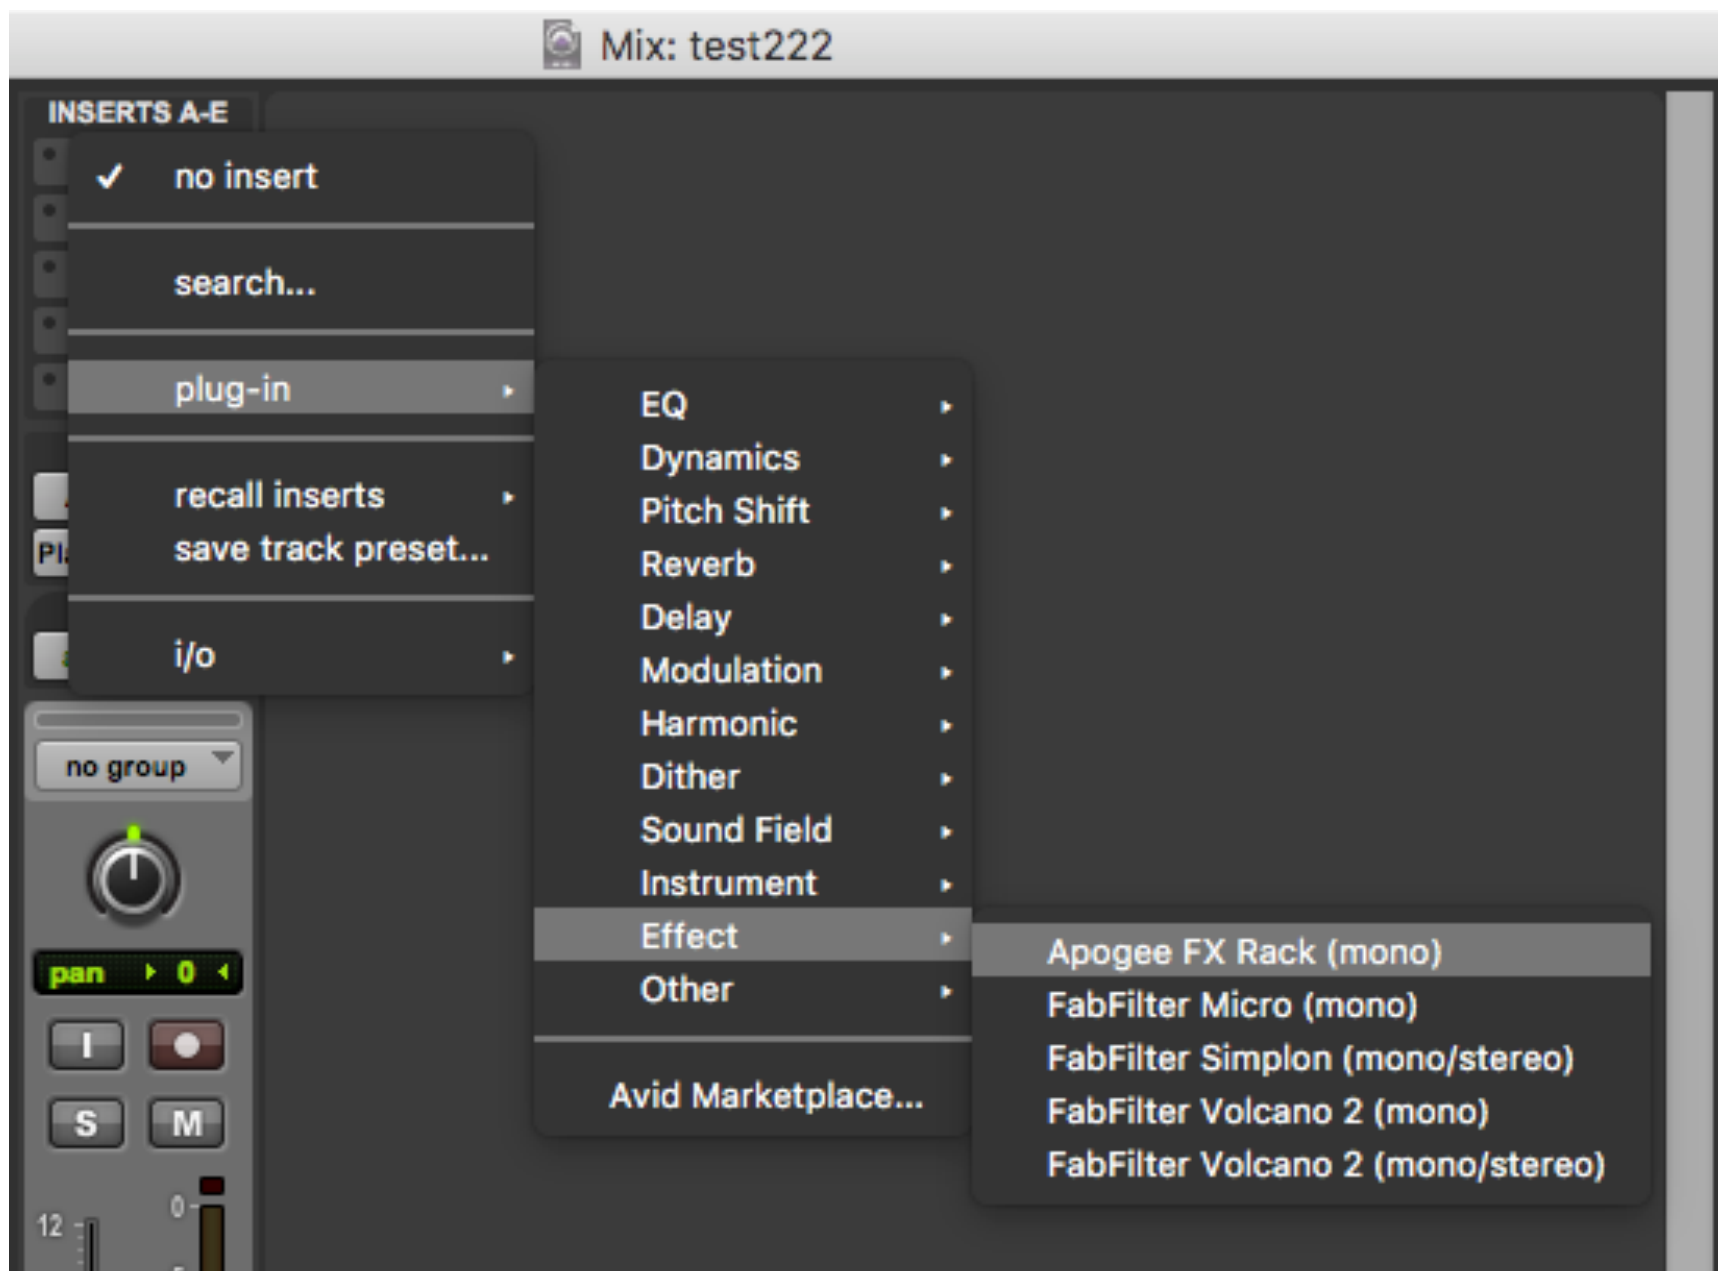 Mix: test222
INSERTS A-E
no insert
search...
plug-in
recall inserts
save track preset...
i/o
EQ
Dynamics
Pitch Shift
Reverb
Delay
Modulation
Harmonic
Dither
Sound Field
Instrument
Effect
Other
Avid Marketplace...
Apogee FX Rack (mono)
FabFilter Micro (mono)
FabFilter Simplon (mono/stereo)
FabFilter Volcano 2 (mono)
FabFilter Volcano 2 (mono/stereo)
no group
pan 0
I
S M
12 0